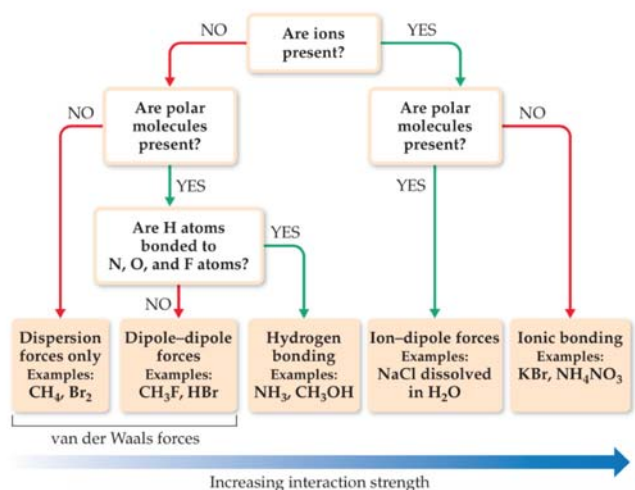 Are ions
present?
NO
YES
Are polar
molecules
present?
Are polar
molecules
present?
NO
NO
YES
YES
Are H atoms
bonded to
N, O, and F atoms?
YES
NO
Dispersion
forces only
Examples:
CH₄, Br₂
Dipole–dipole
forces
Examples:
CH₃F, HBr
Hydrogen
bonding
Examples:
NH₃, CH₃OH
Ion–dipole forces
Examples:
NaCl dissolved
in H₂O
Ionic bonding
Examples:
KBr, NH₄NO₃
van der Waals forces
Increasing interaction strength